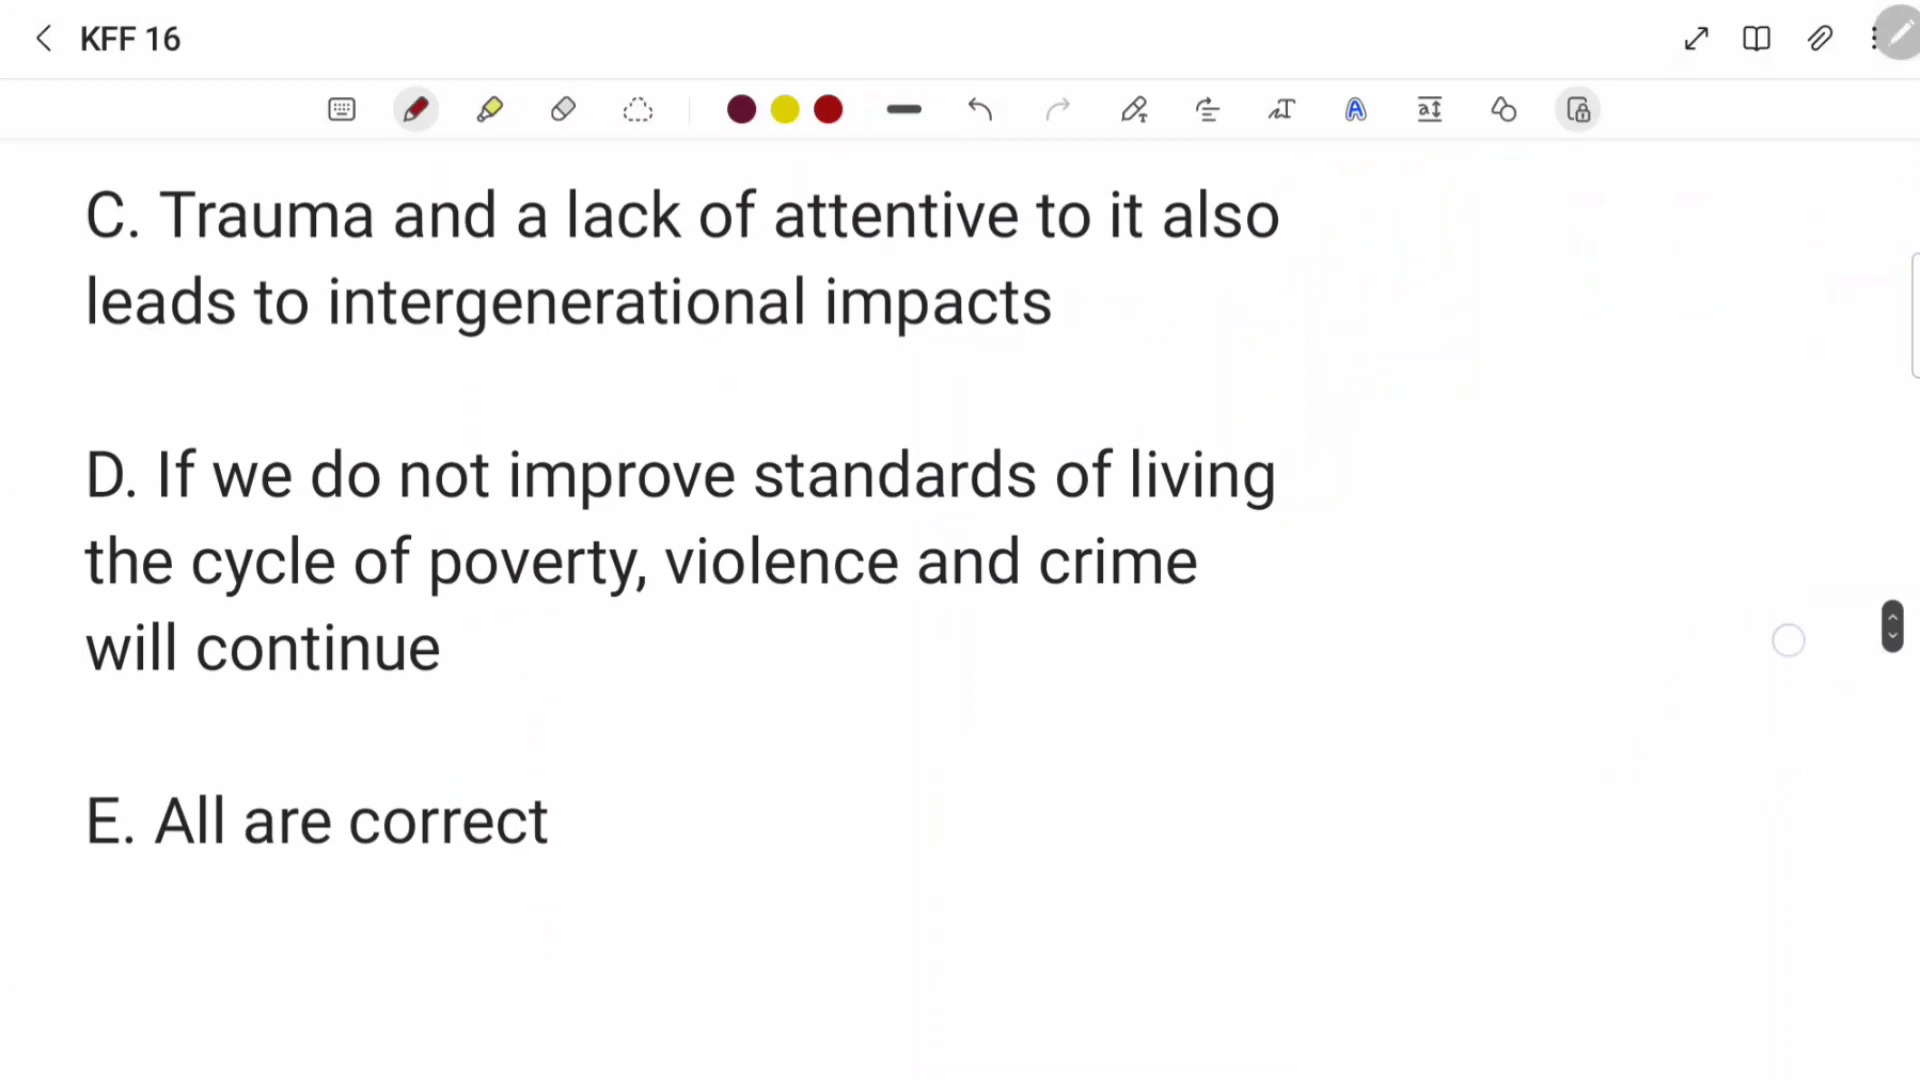 KFF 16
C. Trauma and a lack of attentive to it also
leads to intergenerational impacts
D. If we do not improve standards of living
the cycle of poverty, violence and crime
will continue
E. All are correct